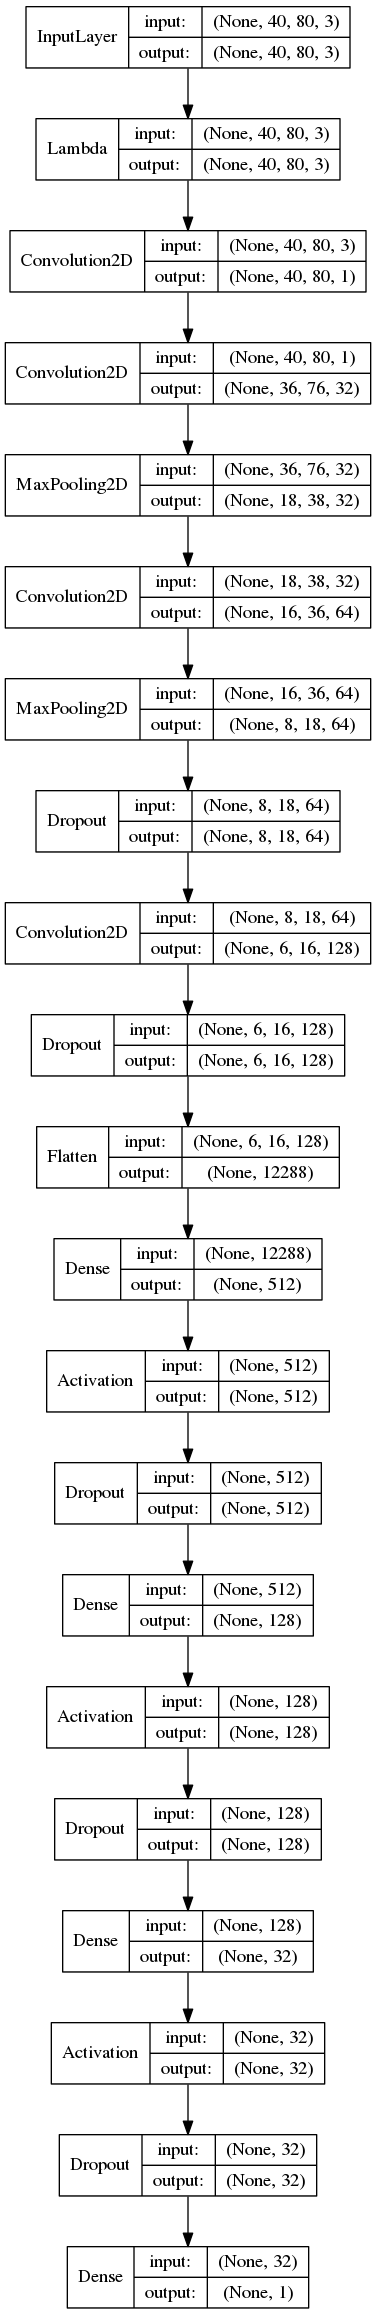 InputLayer input: (None, 40, 80, 3)
output: (None, 40, 80, 3)
Lambda input: (None, 40, 80, 3)
output: (None, 40, 80, 3)
Convolution2D input: (None, 40, 80, 3)
output: (None, 40, 80, 1)
Convolution2D input: (None, 40, 80, 1)
output: (None, 36, 76, 32)
MaxPooling2D input: (None, 36, 76, 32)
output: (None, 18, 38, 32)
Convolution2D input: (None, 18, 38, 32)
output: (None, 16, 36, 64)
MaxPooling2D input: (None, 16, 36, 64)
output: (None, 8, 18, 64)
Dropout input: (None, 8, 18, 64)
output: (None, 8, 18, 64)
Convolution2D input: (None, 8, 18, 64)
output: (None, 6, 16, 128)
Dropout input: (None, 6, 16, 128)
output: (None, 6, 16, 128)
Flatten input: (None, 6, 16, 128)
output: (None, 12288)
Dense input: (None, 12288)
output: (None, 512)
Activation input: (None, 512)
output: (None, 512)
Dropout input: (None, 512)
output: (None, 512)
Dense input: (None, 512)
output: (None, 128)
Activation input: (None, 128)
output: (None, 128)
Dropout input: (None, 128)
output: (None, 128)
Dense input: (None, 128)
output: (None, 32)
Activation input: (None, 32)
output: (None, 32)
Dropout input: (None, 32)
output: (None, 32)
Dense input: (None, 32)
output: (None, 1)